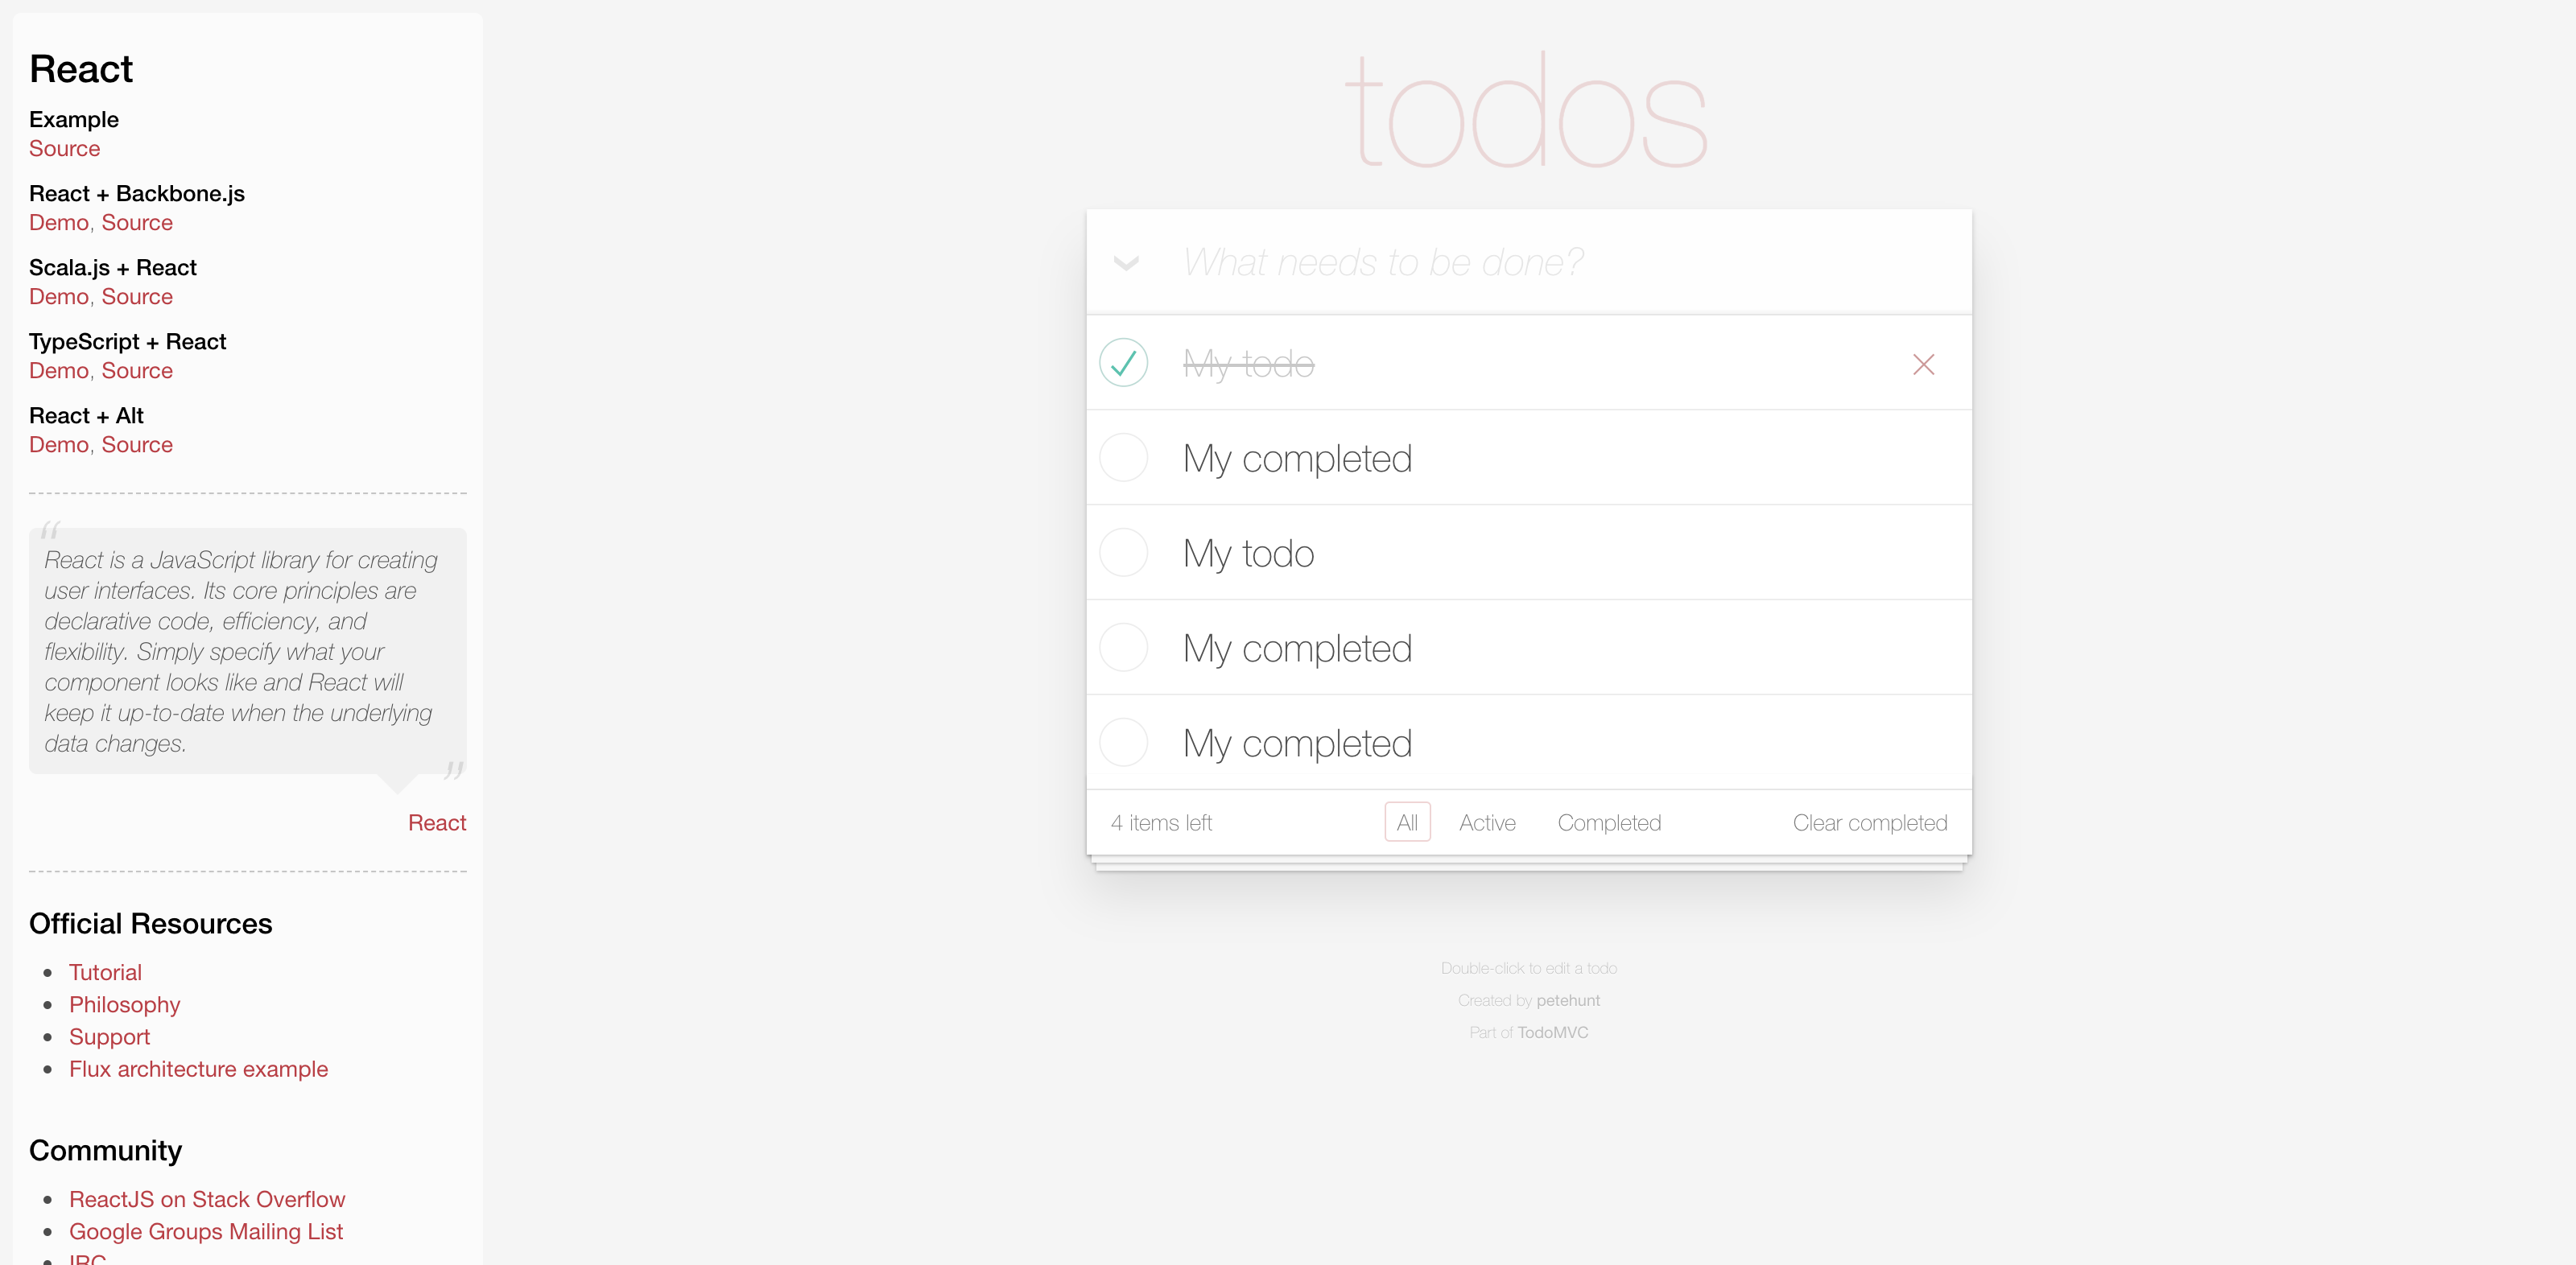 React
Example
Source
React + Backbone.js
Demo, Source
Scala.js + React
Demo, Source
TypeScript + React
Demo, Source
React + Alt
Demo, Source
“
React is a JavaScript library for creating
user interfaces. Its core principles are
declarative code, efficiency, and
flexibility. Simply specify what your
component looks like and React will
keep it up-to-date when the underlying
data changes.
”
React
Official Resources
• Tutorial
• Philosophy
• Support
• Flux architecture example
Community
• ReactJS on Stack Overflow
• Google Groups Mailing List
• IRC
todos
What needs to be done?
My todo
My completed
My todo
My completed
My completed
4 items left All Active Completed Clear completed
Double-click to edit a todo
Created by petehunt
Part of TodoMVC